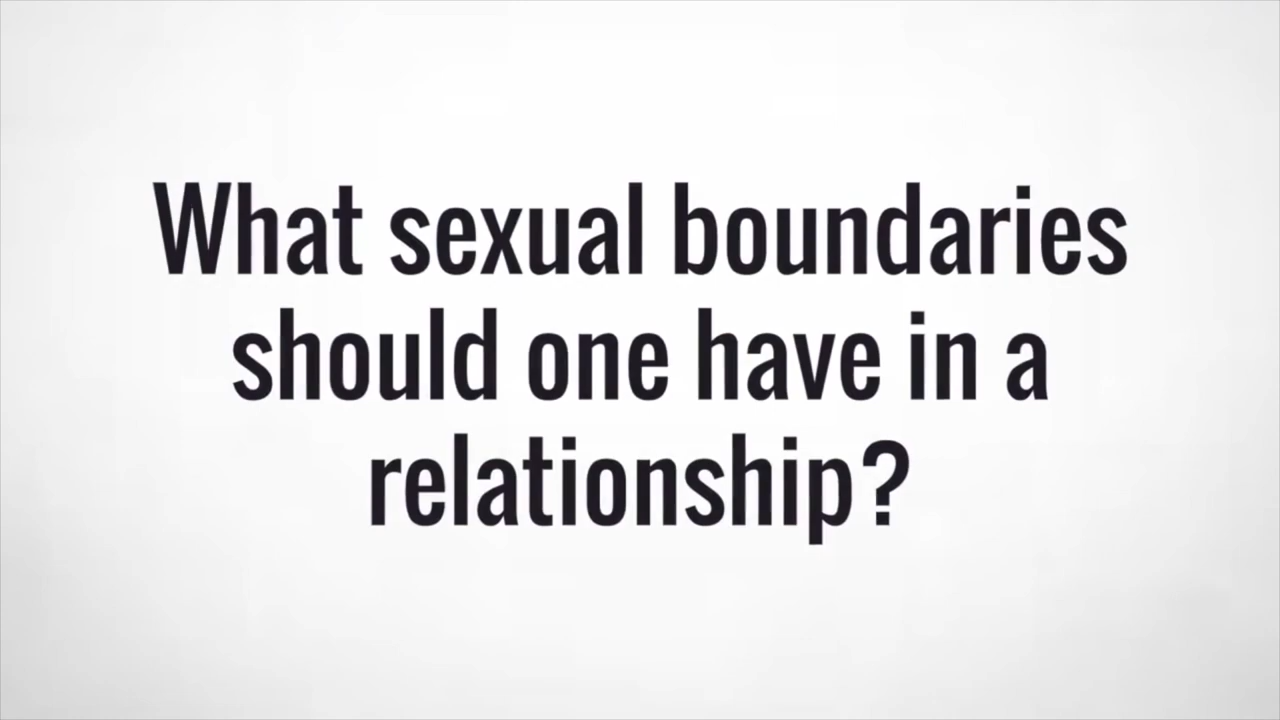 What sexual boundaries
should one have in a
relationship?